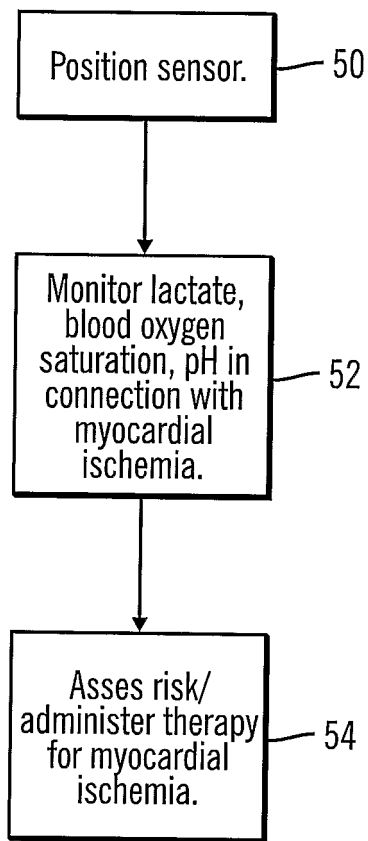 Position sensor.
50
Monitor lactate,
blood oxygen
saturation, pH in
connection with
myocardial
ischemia.
52
Asses risk/
administer therapy
for myocardial
ischemia.
54